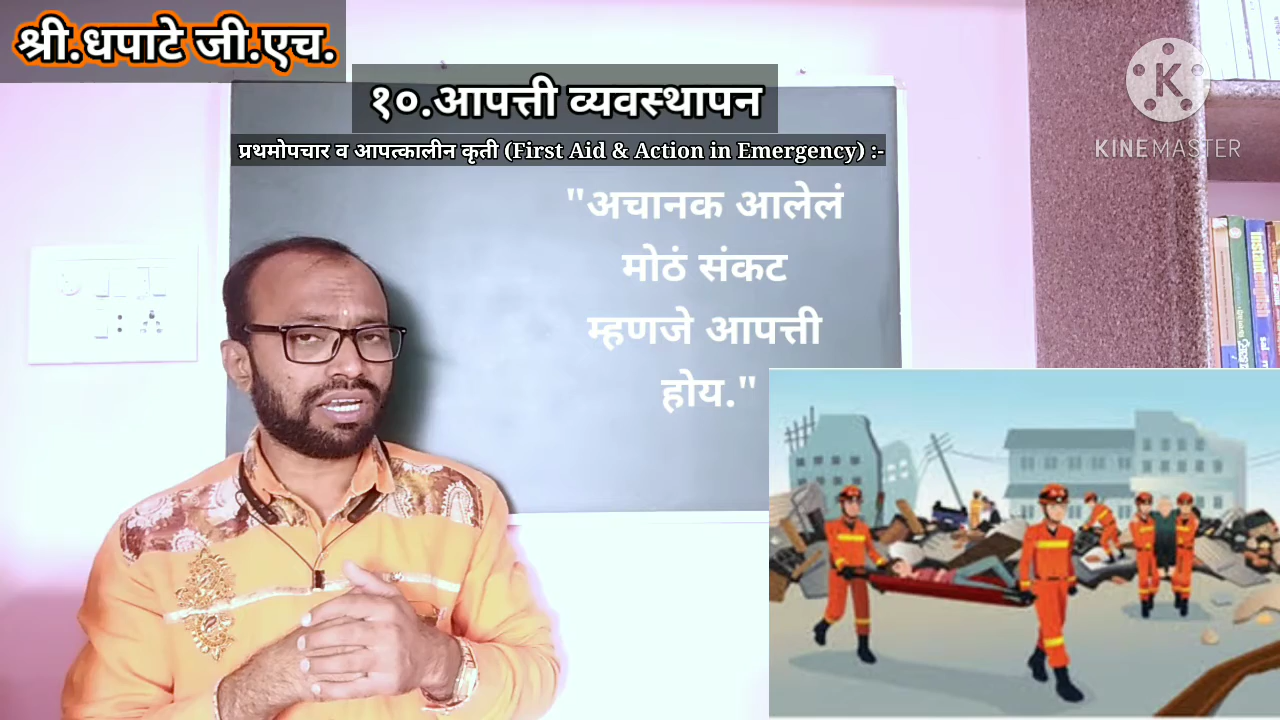 श्री.धपाटे जी.एच.
१०.आपत्ती व्यवस्थापन
प्रथमोपचार व आपत्कालीन कृती (First Aid & Action in Emergency) :-
"अचानक आलेलं
मोठं संकट
म्हणजे आपत्ती
होय."
K
KINEMASTER